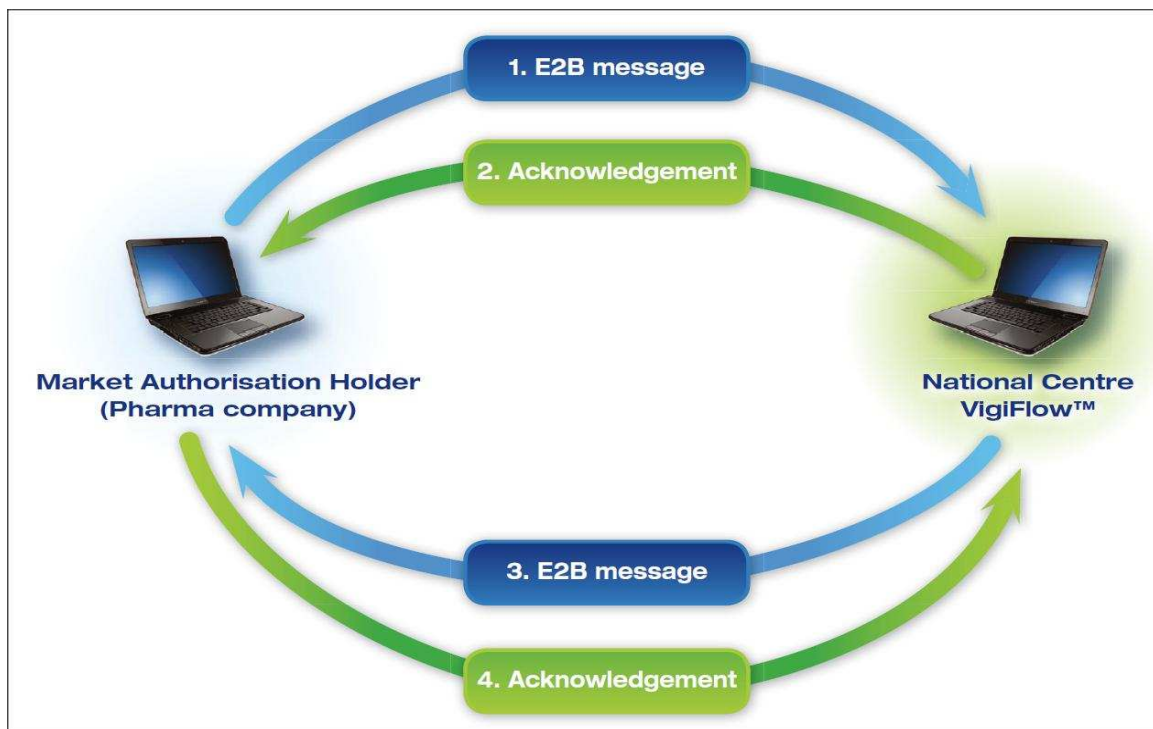 1. E2B message
2. Acknowledgement
Market Authorisation Holder
(Pharma company)
National Centre
VigiFlow™
3. E2B message
4. Acknowledgement